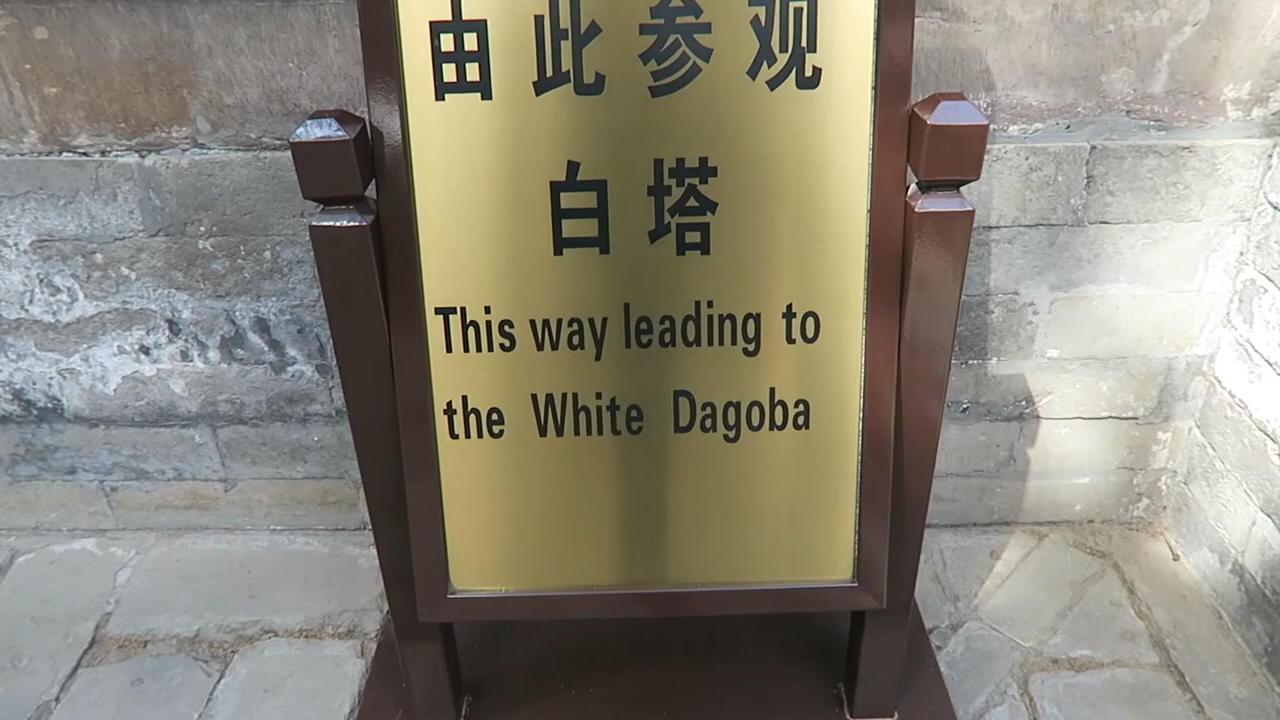 由此参观
白塔
This way leading to
the White Dagoba